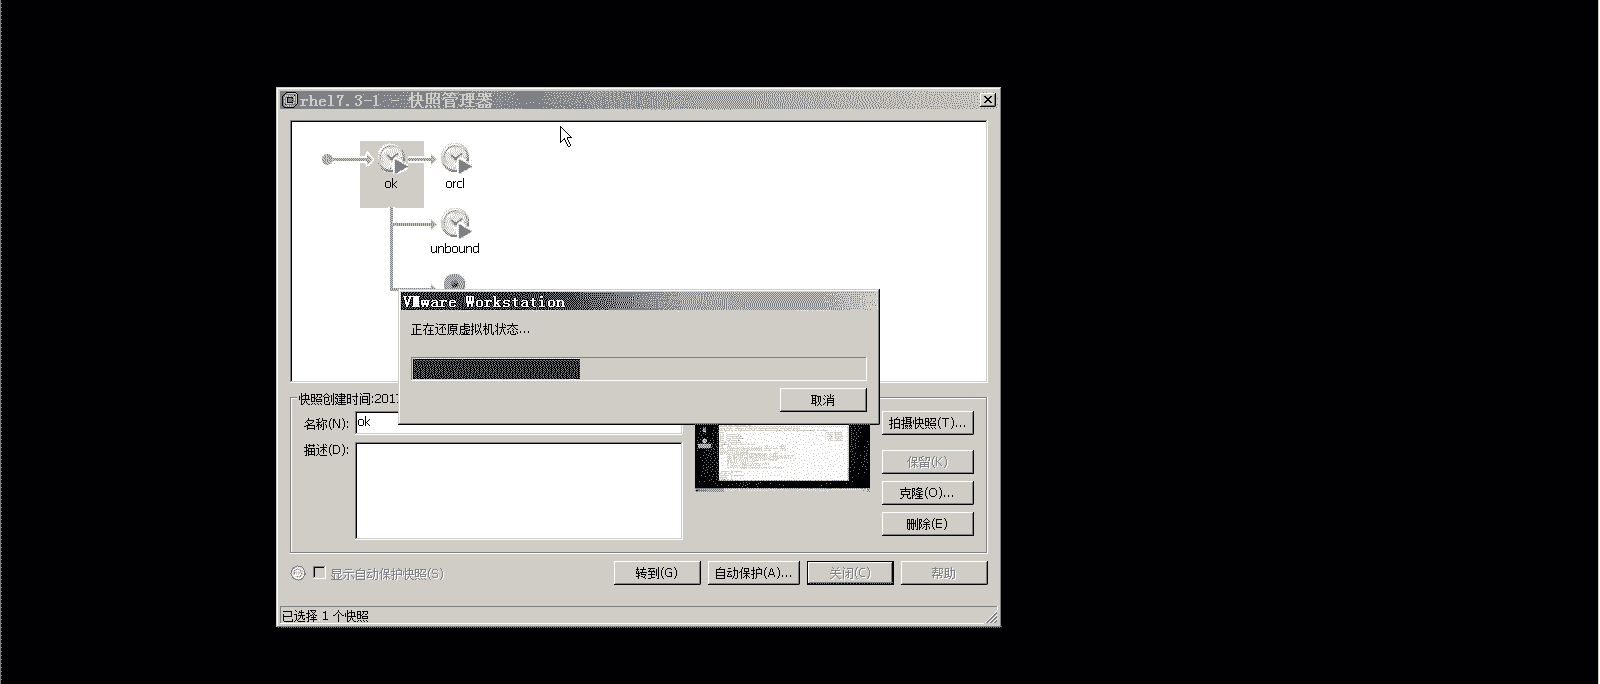 rhel7.3-1 - 快照管理器
ok
orcl
unbound
VMware Workstation
正在还原虚拟机状态...
取消
快照创建时间:201
名称(N):
ok
拍摄快照(T)...
描述(D):
保留(K)
克隆(O)...
删除(E)
显示自动保护快照(S)
转到(G)
自动保护(A)...
关闭(C)
帮助
已选择 1 个快照